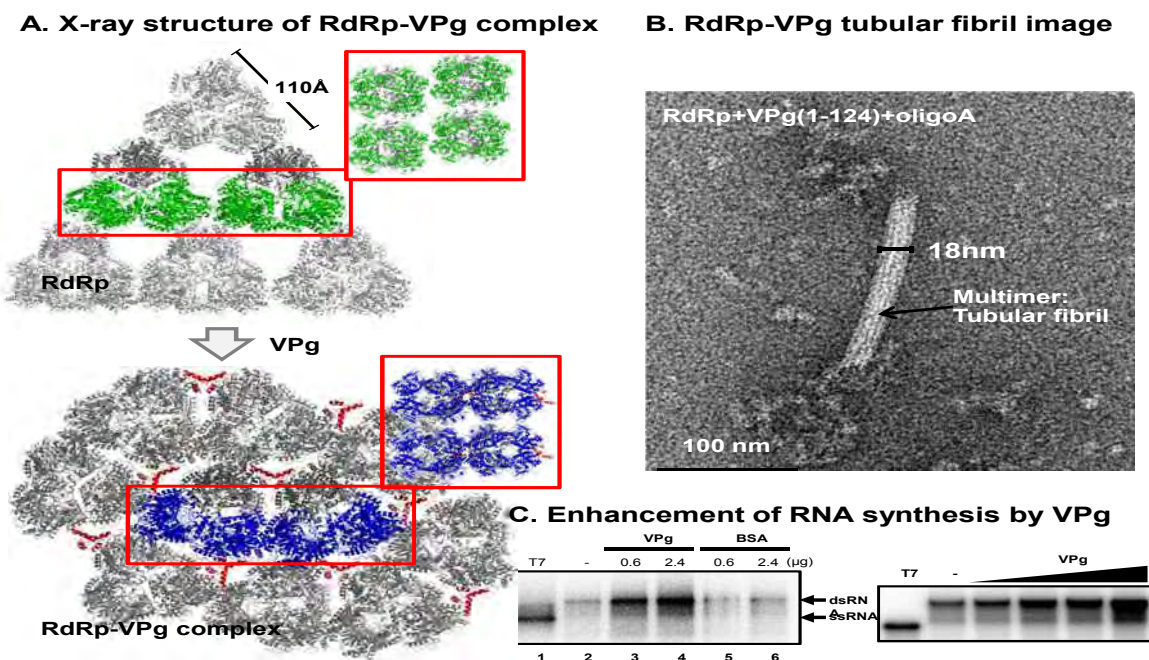 A. X-ray structure of RdRp-VPg complex
110Å
RdRp
VPg
RdRp-VPg complex
B. RdRp-VPg tubular fibril image
RdRp+VPg(1-124)+oligoA
18nm
Multimer:
Tubular fibril
100 nm
C. Enhancement of RNA synthesis by VPg
VPg BSA
T7 - 0.6 2.4 0.6 2.4 (μg)
dsRN
A
ssRNA
1 2 3 4 5 6
VPg
T7 -